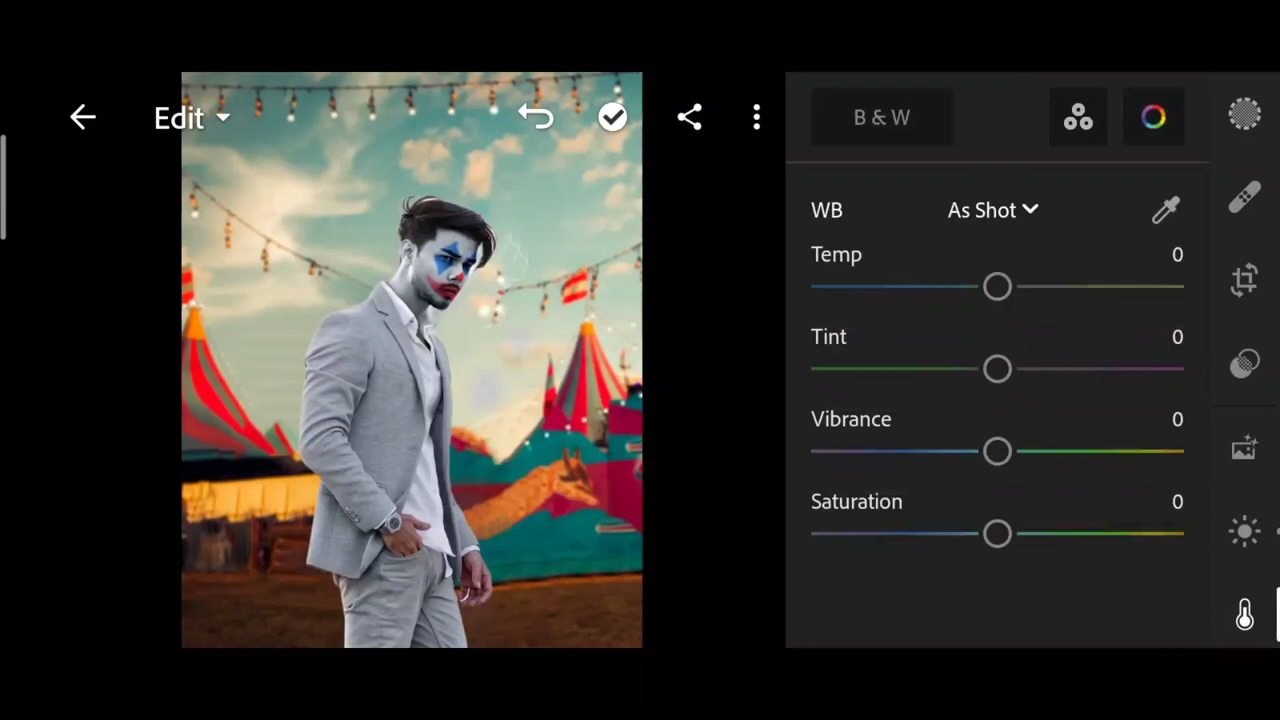 Edit
B & W
WB As Shot
Temp 0
Tint 0
Vibrance 0
Saturation 0